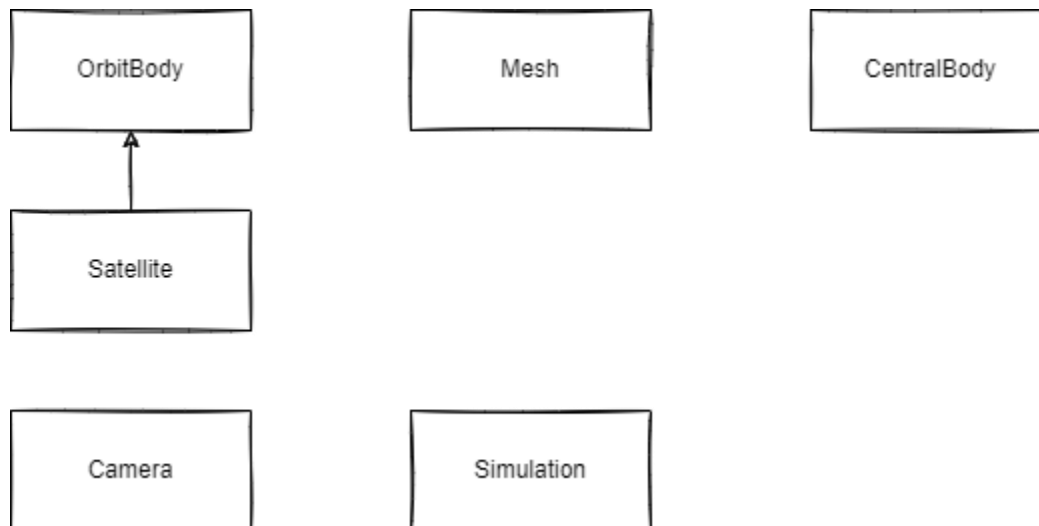 OrbitBody
Mesh
CentralBody
Satellite
Camera
Simulation